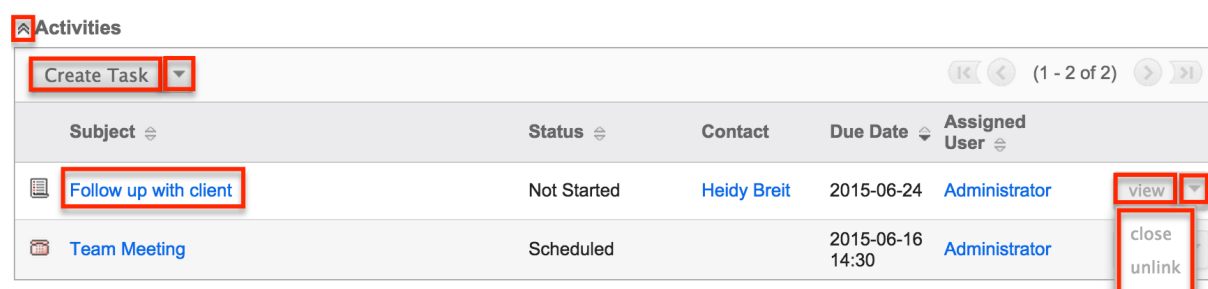 Activities
Create Task
(1 - 2 of 2)
Subject Status Contact Due Date Assigned User
Follow up with client Not Started Heidy Breit 2015-06-24 Administrator view
Team Meeting Scheduled 2015-06-16 14:30 Administrator
close
unlink